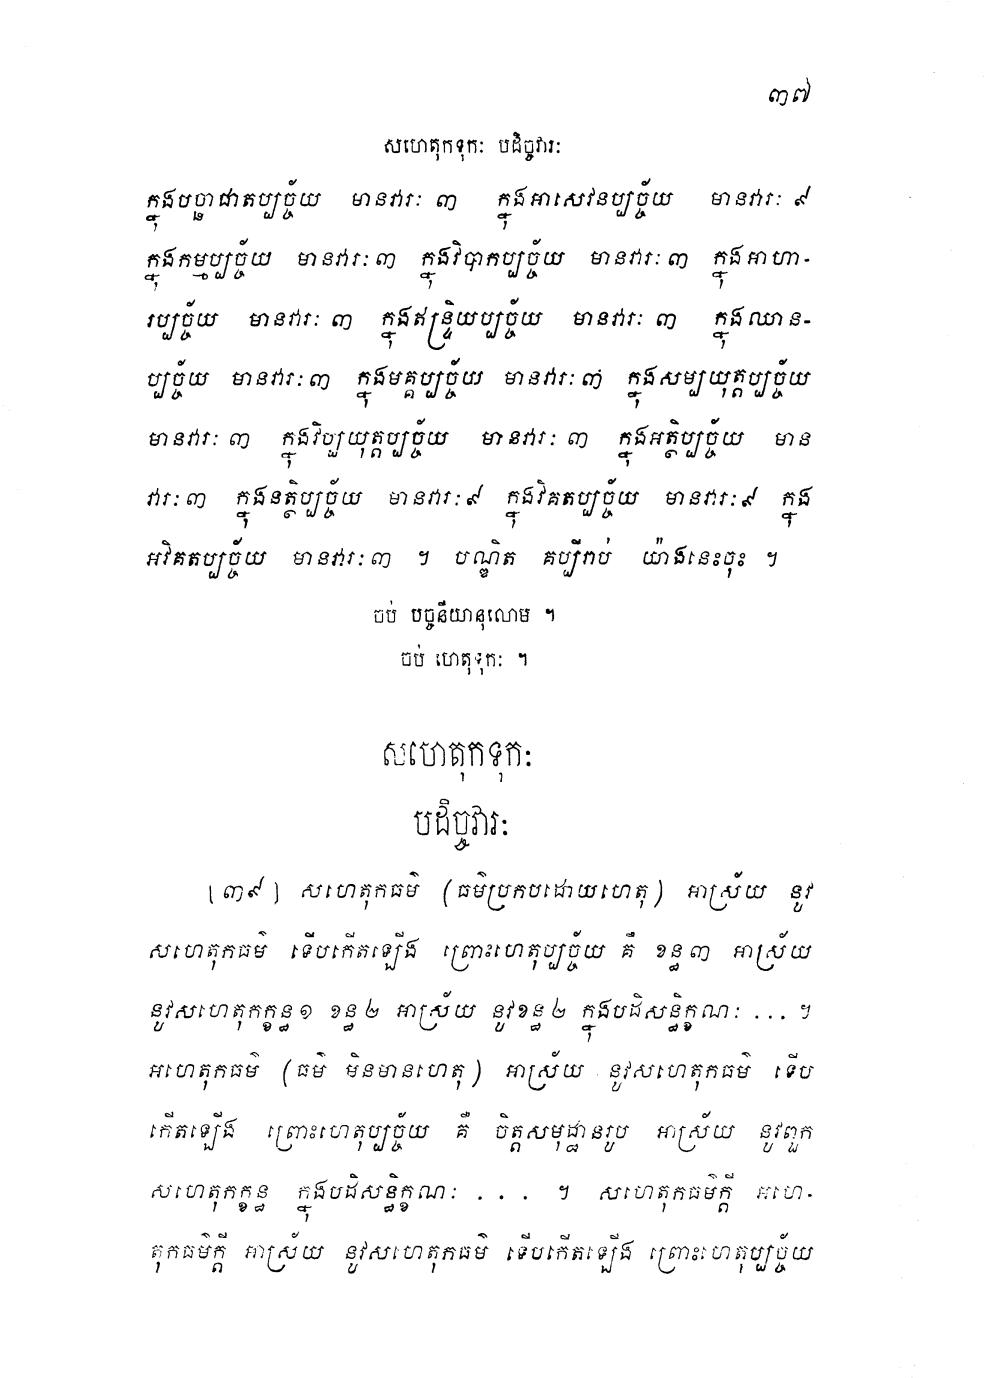 ៣៧
សហេតុកទុកៈ បដិច្ចវារៈ
ក្នុងបច្ឆាជាតប្បច្ច័យ មានវារៈ ៣ ក្នុងអាសេវនប្បច្ច័យ មានវារៈ ៩
ក្នុងកម្មប្បច្ច័យ មានវារៈ ៣ ក្នុងវិបាកប្បច្ច័យ មានវារៈ ៣ ក្នុងអាហា-
រប្បច្ច័យ មានវារៈ ៣ ក្នុងឥន្ទ្រិយប្បច្ច័យ មានវារៈ ៣ ក្នុងឈាន-
ប្បច្ច័យ មានវារៈ ៣ ក្នុងមគ្គប្បច្ច័យ មានវារៈ ៣ ក្នុងសម្បយុត្តប្បច្ច័យ
មានវារៈ ៣ ក្នុងវិប្បយុត្តប្បច្ច័យ មានវារៈ ៣ ក្នុងអត្ថិប្បច្ច័យ មាន
វារៈ ៣ ក្នុងនត្ថិប្បច្ច័យ មានវារៈ ៩ ក្នុងវិគតប្បច្ច័យ មានវារៈ ៩ ក្នុង
អវិគតប្បច្ច័យ មានវារៈ ៣ ។ បណ្ឌិត គប្បីរាប់ យ៉ាងនេះចុះ ។
ចប់ បច្ចនីយានុលោម ។
ចប់ ហេតុទុកៈ ។
សហេតុកទុកៈ
បដិច្ចវារៈ
[៣៩] សហេតុកធម៌ (ធម៌ប្រកបដោយហេតុ) អាស្រ័យ នូវ
សហេតុកធម៌ ទើបកើតឡើង ព្រោះហេតុប្បច្ច័យ គឺ ខន្ធ ៣ អាស្រ័យ
នូវសហេតុកក្ខន្ធ ១ ខន្ធ ២ អាស្រ័យ នូវខន្ធ ២ ក្នុងបដិសន្ធិក្ខណៈ ... ។
អហេតុកធម៌ (ធម៌ មិនមានហេតុ) អាស្រ័យ នូវសហេតុកធម៌ ទើប
កើតឡើង ព្រោះហេតុប្បច្ច័យ គឺ ចិត្តសមុដ្ឋានរូប អាស្រ័យ នូវពួក
សហេតុកក្ខន្ធ ក្នុងបដិសន្ធិក្ខណៈ ... ។ សហេតុកធម៌ក្តី អហេ-
តុកធម៌ក្តី អាស្រ័យ នូវសហេតុកធម៌ ទើបកើតឡើង ព្រោះហេតុប្បច្ច័យ